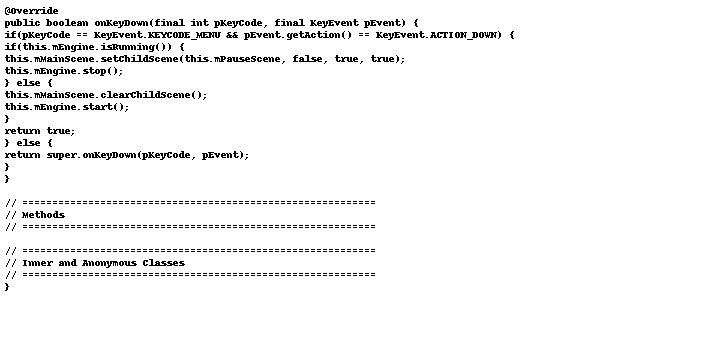 @Override
public boolean onKeyDown(final int pKeyCode, final KeyEvent pEvent) {
if(pKeyCode == KeyEvent.KEYCODE_MENU && pEvent.getAction() == KeyEvent.ACTION_DOWN) {
if(this.mEngine.isRunning()) {
this.mMainScene.setChildScene(this.mPauseScene, false, true, true);
this.mEngine.stop();
} else {
this.mMainScene.clearChildScene();
this.mEngine.start();
}
return true;
} else {
return super.onKeyDown(pKeyCode, pEvent);
}
}
// ===========================================================
// Methods
// ===========================================================
// ===========================================================
// Inner and Anonymous Classes
// ===========================================================
}